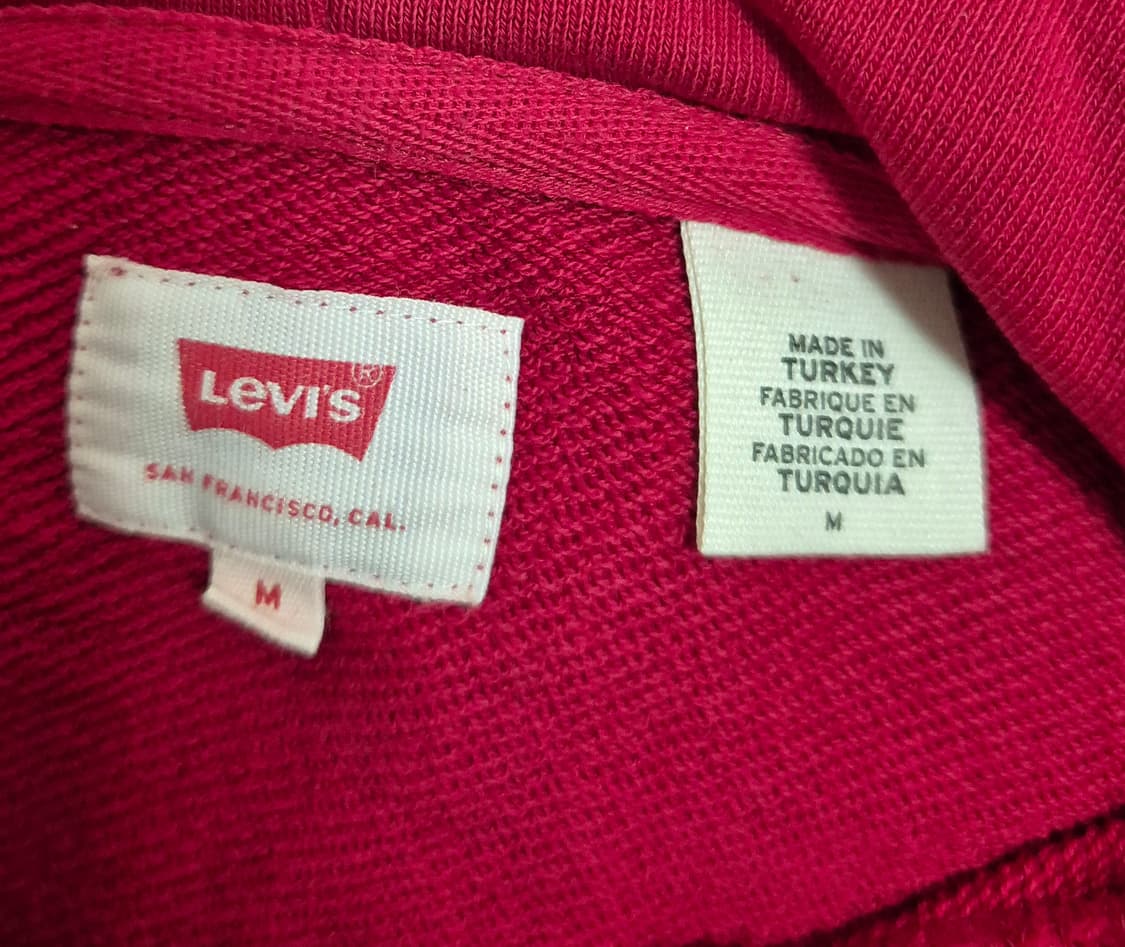 LEVI'S ®
SAN FRANCISCO, CAL.
M
MADE IN
TURKEY
FABRIQUE EN
TURQUIE
FABRICADO EN
TURQUIA
M